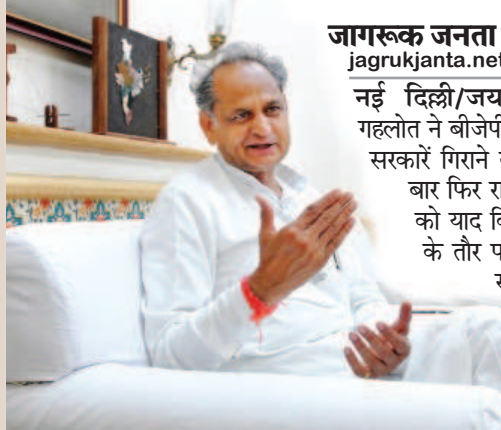 जागरूक जनता
jagrukjanta.net
नई दिल्ली/जय
गहलोत ने बीजेपी
सरकारें गिराने
बार फिर रा
को याद
के तौर